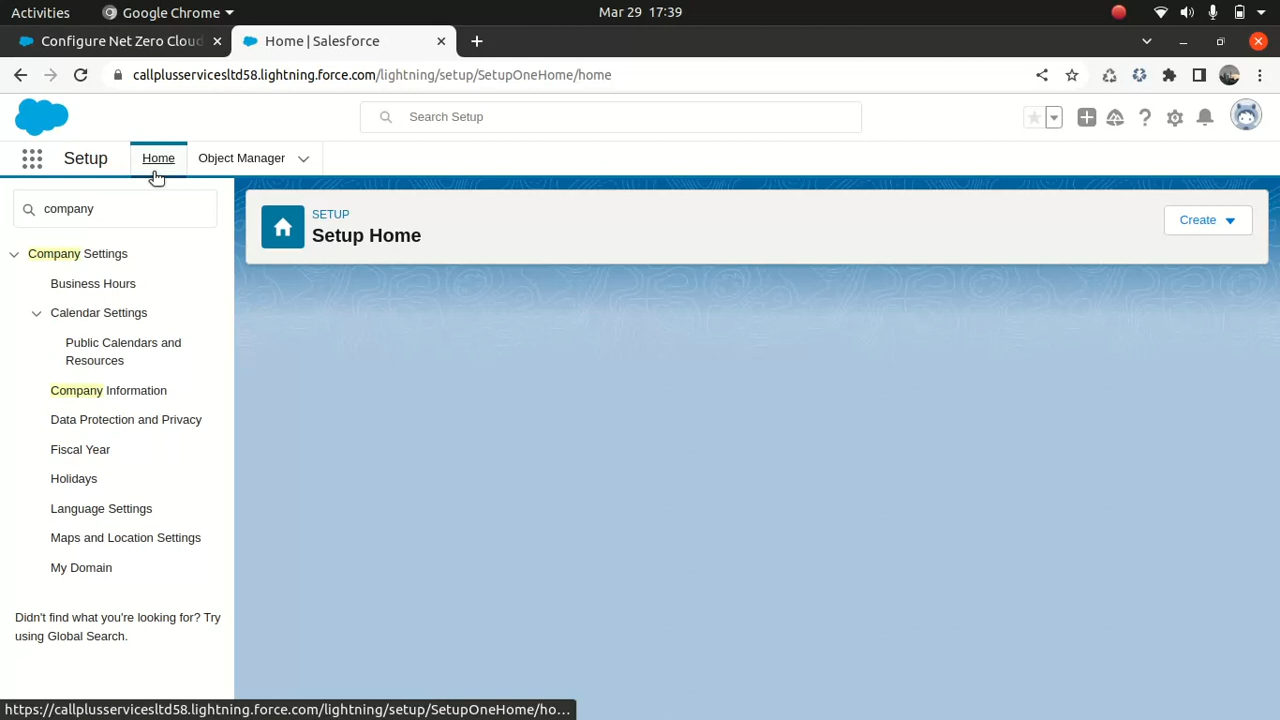 Activities
Google Chrome
Mar 29 17:39
Configure Net Zero Cloud
Home | Salesforce
callplusservicesltd58.lightning.force.com/lightning/setup/SetupOneHome/home
Search Setup
Setup
Home
Object Manager
company
SETUP
Setup Home
Create
Company Settings
Business Hours
Calendar Settings
Public Calendars and
Resources
Company Information
Data Protection and Privacy
Fiscal Year
Holidays
Language Settings
Maps and Location Settings
My Domain
Didn't find what you're looking for? Try
using Global Search.
https://callplusservicesltd58.lightning.force.com/lightning/setup/SetupOneHome/ho...